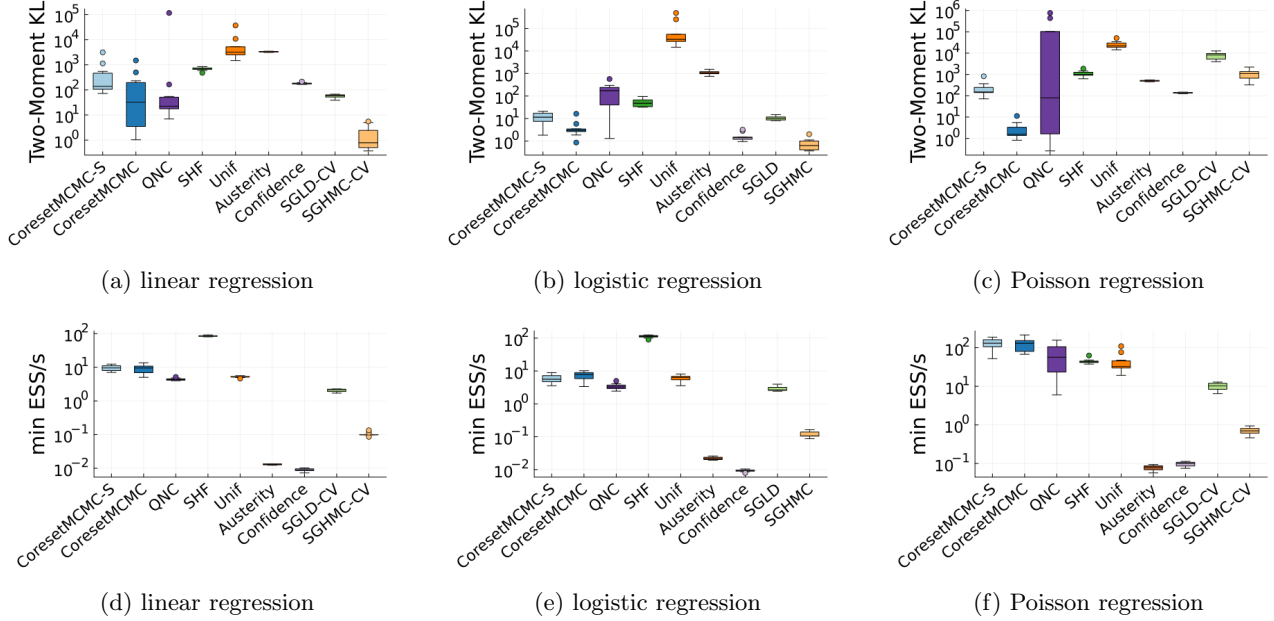 Two-Moment KL
10^5
10^4
10^3
10^2
10^1
10^0
CoresetMCMC-S
CoresetMCMC
QNC
SHF
Unif
Austerity
Confidence
SGLD-CV
SGHMC-CV
(a) linear regression
Two-Moment KL
10^5
10^4
10^3
10^2
10^1
10^0
CoresetMCMC-S
CoresetMCMC
QNC
SHF
Unif
Austerity
Confidence
SGLD
SGHMC
(b) logistic regression
Two-Moment KL
10^6
10^5
10^4
10^3
10^2
10^1
10^0
CoresetMCMC-S
CoresetMCMC
QNC
SHF
Unif
Austerity
Confidence
SGLD-CV
SGHMC-CV
(c) Poisson regression
min ESS/s
10^2
10^1
10^0
10^-1
10^-2
CoresetMCMC-S
CoresetMCMC
QNC
SHF
Unif
Austerity
Confidence
SGLD-CV
SGHMC-CV
(d) linear regression
min ESS/s
10^2
10^1
10^0
10^-1
10^-2
CoresetMCMC-S
CoresetMCMC
QNC
SHF
Unif
Austerity
Confidence
SGLD
SGHMC
(e) logistic regression
min ESS/s
10^2
10^1
10^0
10^-1
CoresetMCMC-S
CoresetMCMC
QNC
SHF
Unif
Austerity
Confidence
SGLD-CV
SGHMC-CV
(f) Poisson regression